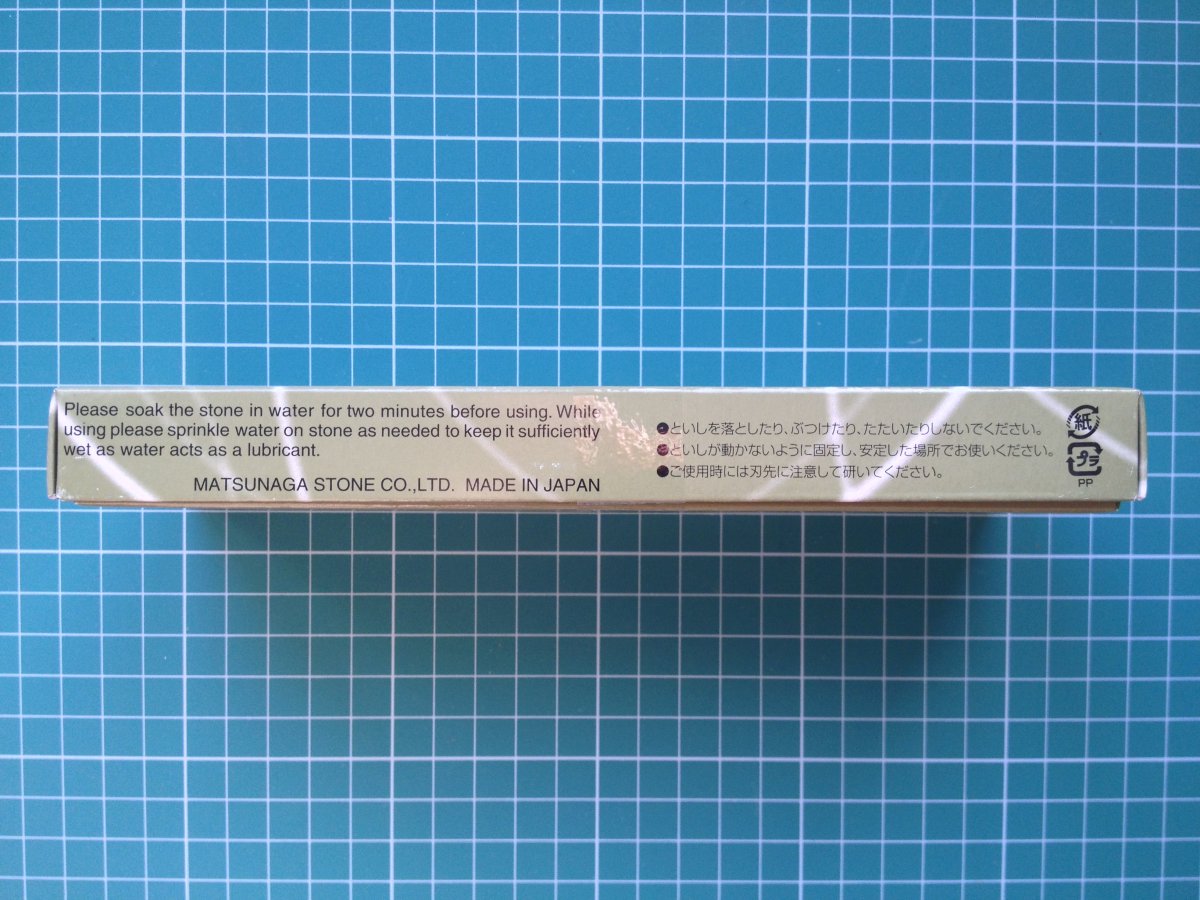 Please soak the stone in water for two minutes before using. While
using please sprinkle water on stone as needed to keep it sufficiently
wet as water acts as a lubricant.
MATSUNAGA STONE CO.,LTD. MADE IN JAPAN
●といしを落としたり、ぶつけたり、たたいたりしないでください。
●といしが動かないように固定し、安定した場所でお使いください。
●ご使用時には刃先に注意して研いでください。
紙
プラ
PP